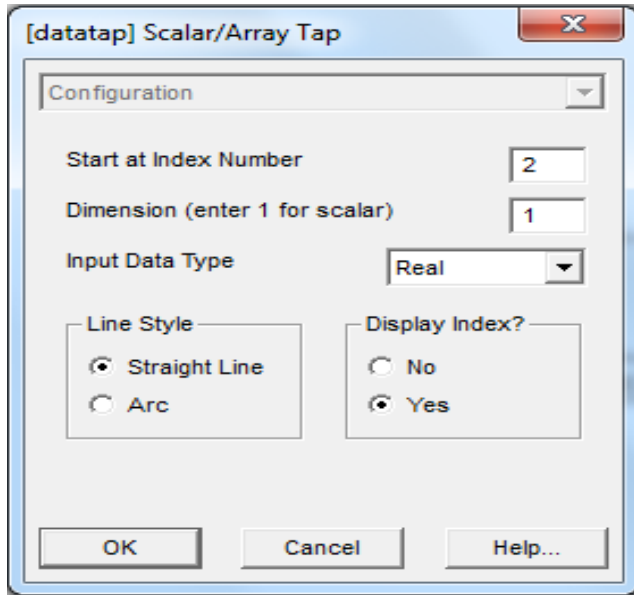 [datatap] Scalar/Array Tap
X
Configuration
Start at Index Number 2
Dimension (enter 1 for scalar) 1
Input Data Type Real
Line Style Display Index?
Straight Line No
Arc Yes
OK Cancel Help...